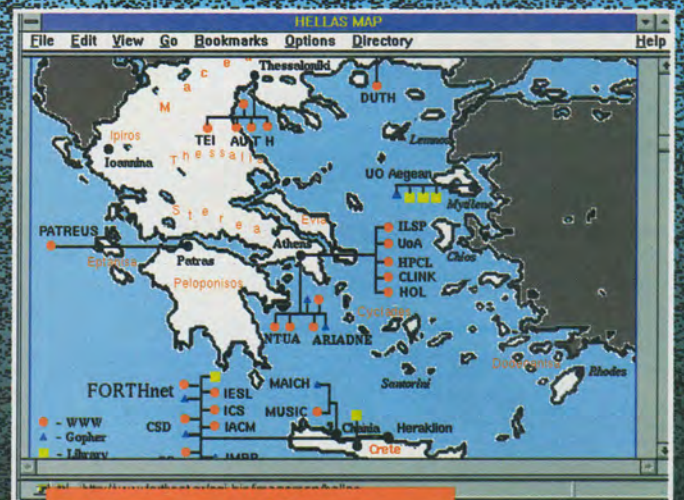 HELLAS MAP
File Edit View Go Bookmarks Options Directory Help
Mace
Thessaloniki
DUTH
Ipiros
Ioannina
TEI AUTH
Thessalia
Lemnos
UO Aegean
Mytilene
Sterea
Evia
PATREUS
Eptanisa
Patras
Athens
ILSP
UoA
HPCL
CLINK
HOL
Chios
Peloponisos
NTUA ARIADNE
Cyclades
Santorini
Rhodes
FORTHnet
IESL
MAICH
ICS
MUSIC
CSD
IACM
Chania Heraklion
Crete
- WWW
- Gopher
- Library